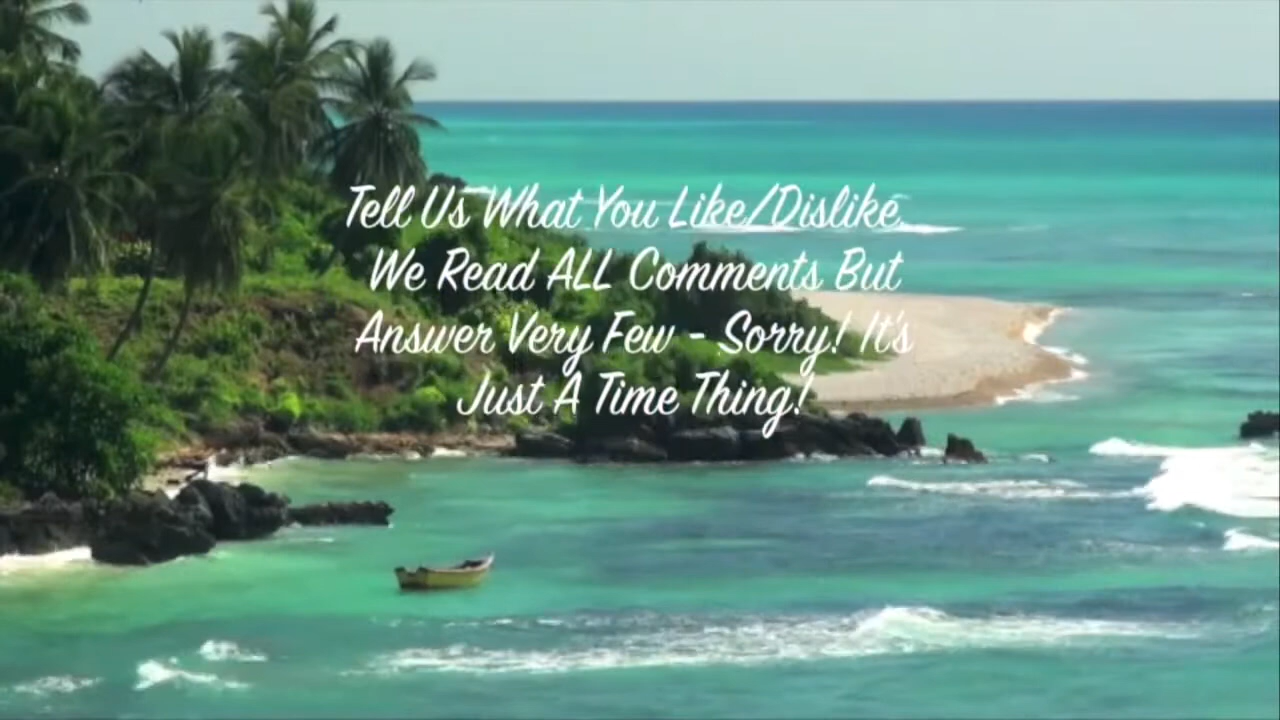 Tell Us What You Like/Dislike.
We Read ALL Comments But
Answer Very Few - Sorry! It's
Just A Time Thing!